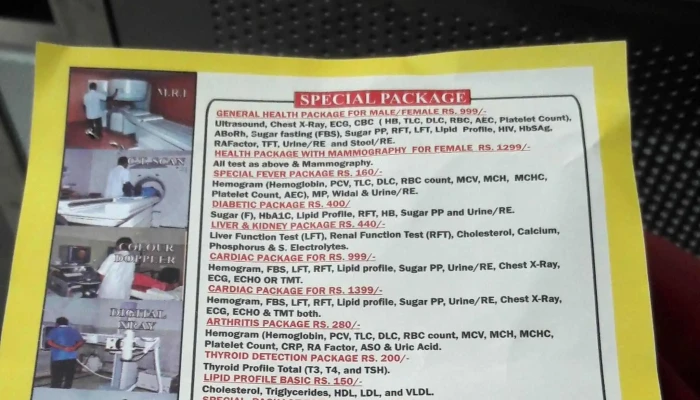 M.R.I
SPECIAL PACKAGE
GENERAL HEALTH PACKAGE FOR MALE/FEMALE RS. 999/-
Ultrasound, Chest X-Ray, ECG, CBC ( HB, TLC, DLC, RBC, AEC, Platelet Count),
ABoRh, Sugar fasting (FBS), Sugar PP, RFT, LFT, Lipid Profile, HIV, HbSAg,
RAFactor, TFT, Urine/RE and Stool/RE.
HEALTH PACKAGE WITH MAMMOGRAPHY FOR FEMALE RS. 1299/-
All test as above & Mammography.
SPECIAL FEVER PACKAGE RS. 160/-
Hemogram (Hemoglobin, PCV, TLC, DLC, RBC count, MCV, MCH, MCHC,
Platelet Count, AEC), MP, Widal & Urine/RE.
DIABETIC PACKAGE RS. 400/
Sugar (F), HbA1C, Lipid Profile, RFT, HB, Sugar PP and Urine/RE.
LIVER & KIDNEY PACKAGE RS. 440/-
Liver Function Test (LFT), Renal Function Test (RFT), Cholesterol, Calcium,
Phosphorus & S. Electrolytes.
CARDIAC PACKAGE FOR RS. 999/-
Hemogram, FBS, LFT, RFT, Lipid profile, Sugar PP, Urine/RE, Chest X-Ray,
ECG, ECHO OR TMT.
CARDIAC PACKAGE FOR RS. 1399/-
Hemogram, FBS, LFT, RFT, Lipid profile, Sugar PP, Urine/RE, Chest X-Ray,
ECG, ECHO & TMT both.
ARTHRITIS PACKAGE RS. 280/-
Hemogram (Hemoglobin, PCV, TLC, DLC, RBC count, MCV, MCH, MCHC,
Platelet Count, CRP, RA Factor, ASO & Uric Acid.
THYROID DETECTION PACKAGE RS. 200/-
Thyroid Profile Total (T3, T4, and TSH).
LIPID PROFILE BASIC RS. 150/-
Cholesterol, Triglycerides, HDL, LDL, and VLDL.
SCAN
COLOUR
DOPPLER
DIGITAL
XRAY